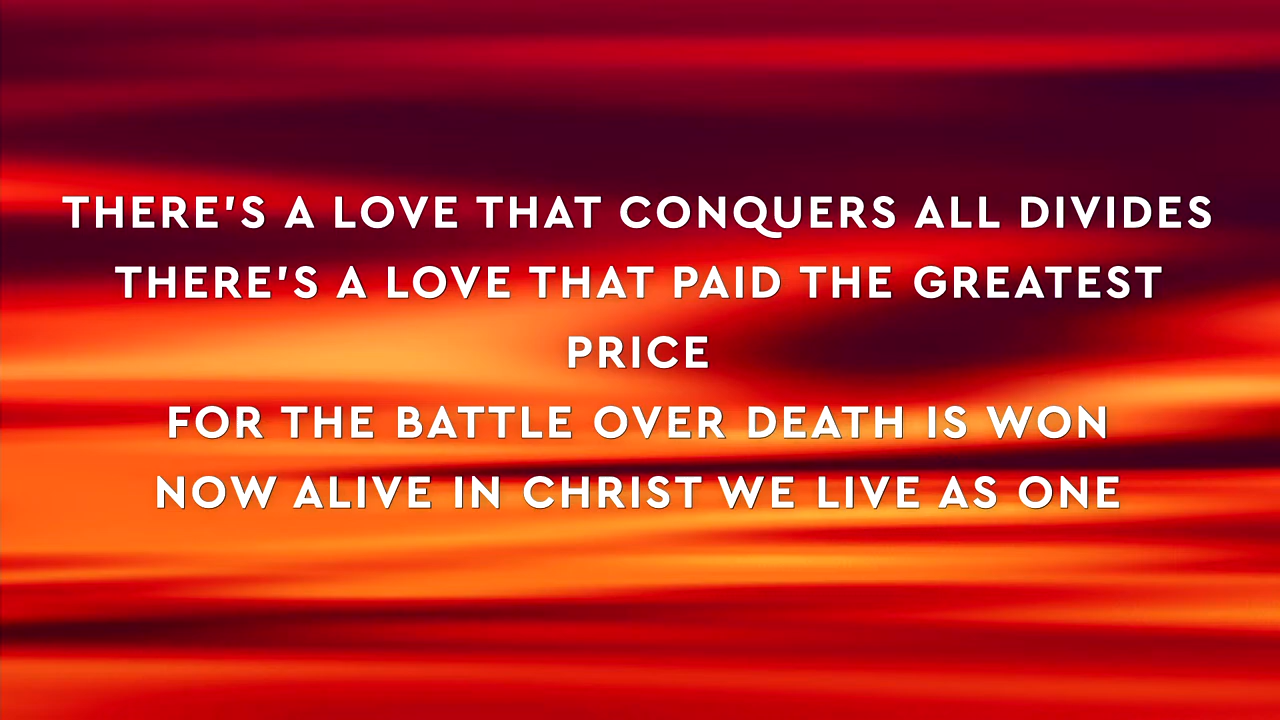 THERE'S A LOVE THAT CONQUERS ALL DIVIDES
THERE'S A LOVE THAT PAID THE GREATEST
PRICE
FOR THE BATTLE OVER DEATH IS WON
NOW ALIVE IN CHRIST WE LIVE AS ONE